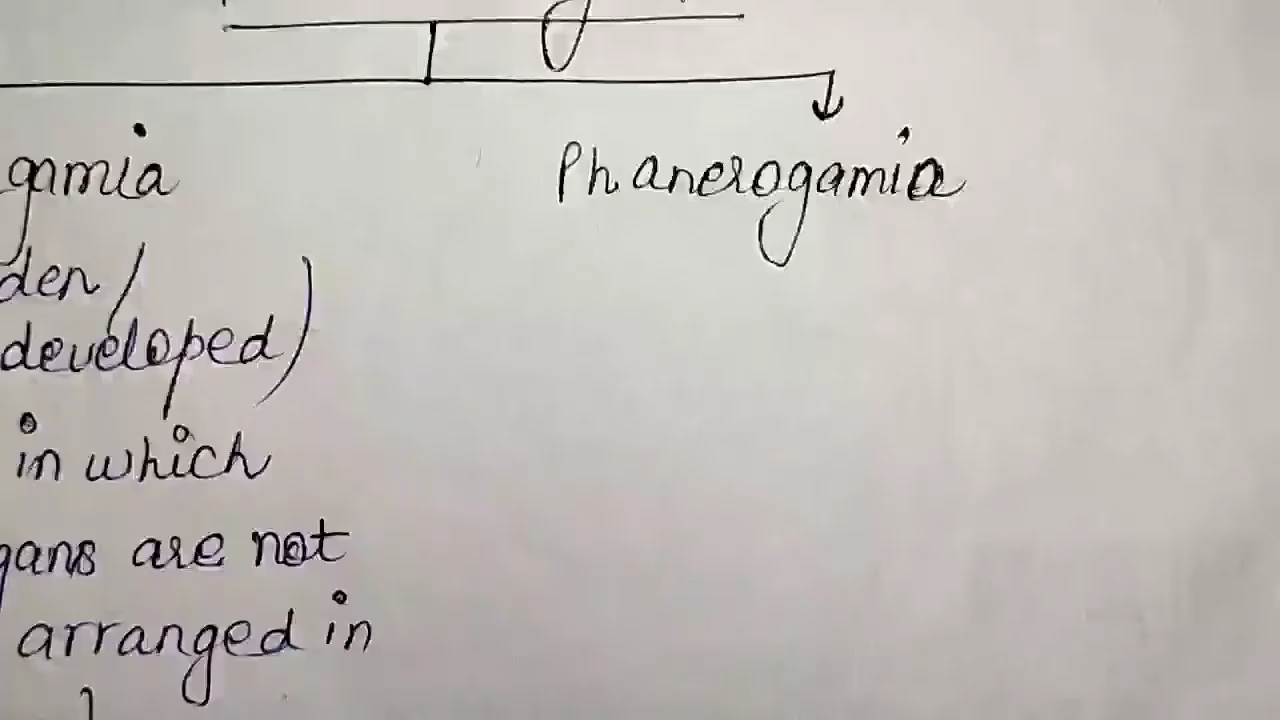 gamia Phanerogamia
den/
developed)
in which
gans are not
arranged in